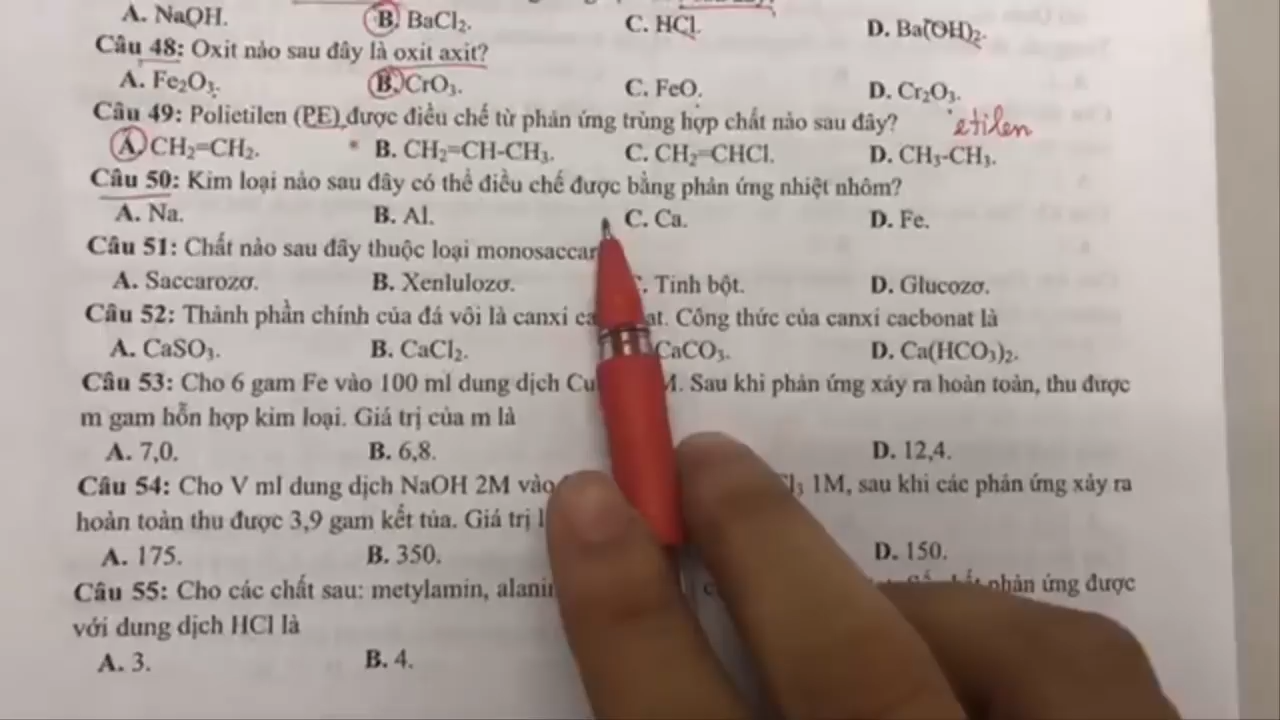 A. NaOH. B. BaCl₂. C. HCl. D. Ba(OH)₂.
Câu 48: Oxit nào sau đây là oxit axit?
A. Fe₂O₃. B. CrO₃. C. FeO. D. Cr₂O₃.
Câu 49: Polietilen (PE) được điều chế từ phản ứng trùng hợp chất nào sau đây? etilen
A. CH₂=CH₂. B. CH₂=CH-CH₃. C. CH₂=CHCl. D. CH₃-CH₃.
Câu 50: Kim loại nào sau đây có thể điều chế được bằng phản ứng nhiệt nhôm?
A. Na. B. Al. C. Ca. D. Fe.
Câu 51: Chất nào sau đây thuộc loại
A. Saccarozơ. B. Xenlulozơ. Tinh bột. D. Glucozơ.
Câu 52: Thành phần chính của đá vôi là canxi Công thức của canxi cacbonat là
A. CaSO₃. B. CaCl₂. CaCO₃. D. Ca(HCO₃)₂.
Câu 53: Cho 6 gam Fe vào 100 ml dung dịch Sau khi phản ứng xảy ra hoàn toàn, thu được
m gam hỗn hợp kim loại. Giá trị của m là
A. 7,0. B. 6,8. D. 12,4.
Câu 54: Cho V ml dung dịch NaOH 2M vào 1M, sau khi các phản ứng xảy ra
hoàn toàn thu được 3,9 gam kết tủa. Giá trị
A. 175. B. 350. D. 150.
Câu 55: Cho các chất sau: metylamin, phản ứng được
với dung dịch HCl là
A. 3. B. 4.